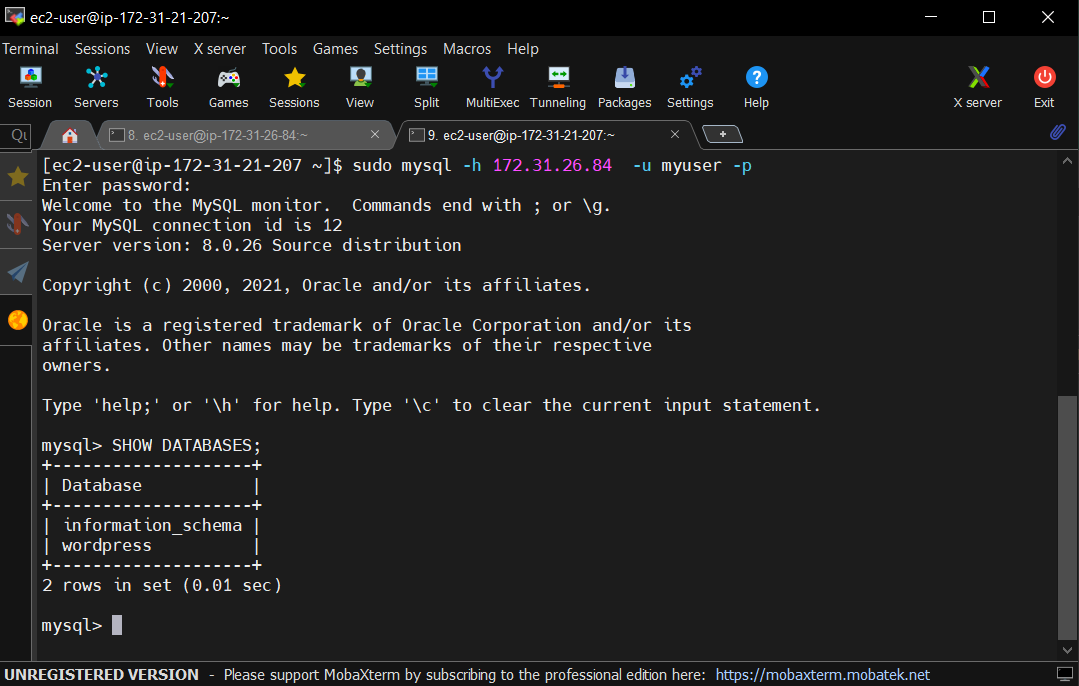 ec2-user@ip-172-31-21-207:~
Terminal Sessions View X server Tools Games Settings Macros Help
Session Servers Tools Games Sessions View Split MultiExec Tunneling Packages Settings Help X server Exit
Qu 8. ec2-user@ip-172-31-26-84:~ 9. ec2-user@ip-172-31-21-207:~
[ec2-user@ip-172-31-21-207 ~]$ sudo mysql -h 172.31.26.84  -u myuser -p
Enter password:
Welcome to the MySQL monitor.  Commands end with ; or \g.
Your MySQL connection id is 12
Server version: 8.0.26 Source distribution
Copyright (c) 2000, 2021, Oracle and/or its affiliates.
Oracle is a registered trademark of Oracle Corporation and/or its
affiliates. Other names may be trademarks of their respective
owners.
Type 'help;' or '\h' for help. Type '\c' to clear the current input statement.
mysql> SHOW DATABASES;
+--------------------+
| Database           |
+--------------------+
| information_schema |
| wordpress          |
+--------------------+
2 rows in set (0.01 sec)
mysql>
UNREGISTERED VERSION - Please support MobaXterm by subscribing to the professional edition here: https://mobaxterm.mobatek.net